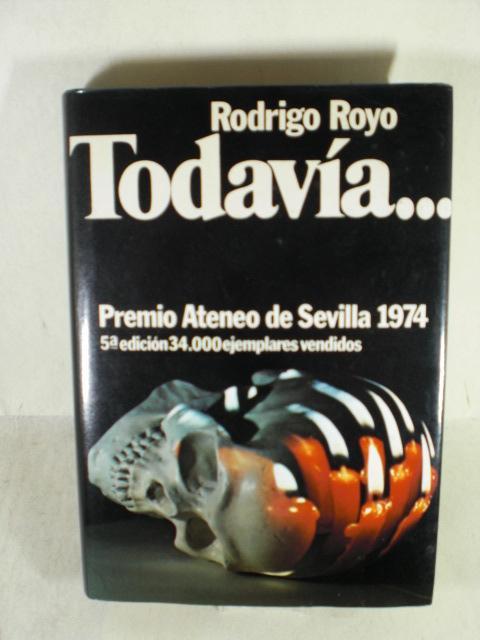 Rodrigo Royo
Todavía...
Premio Ateneo de Sevilla 1974
5ª edición 34.000 ejemplares vendidos